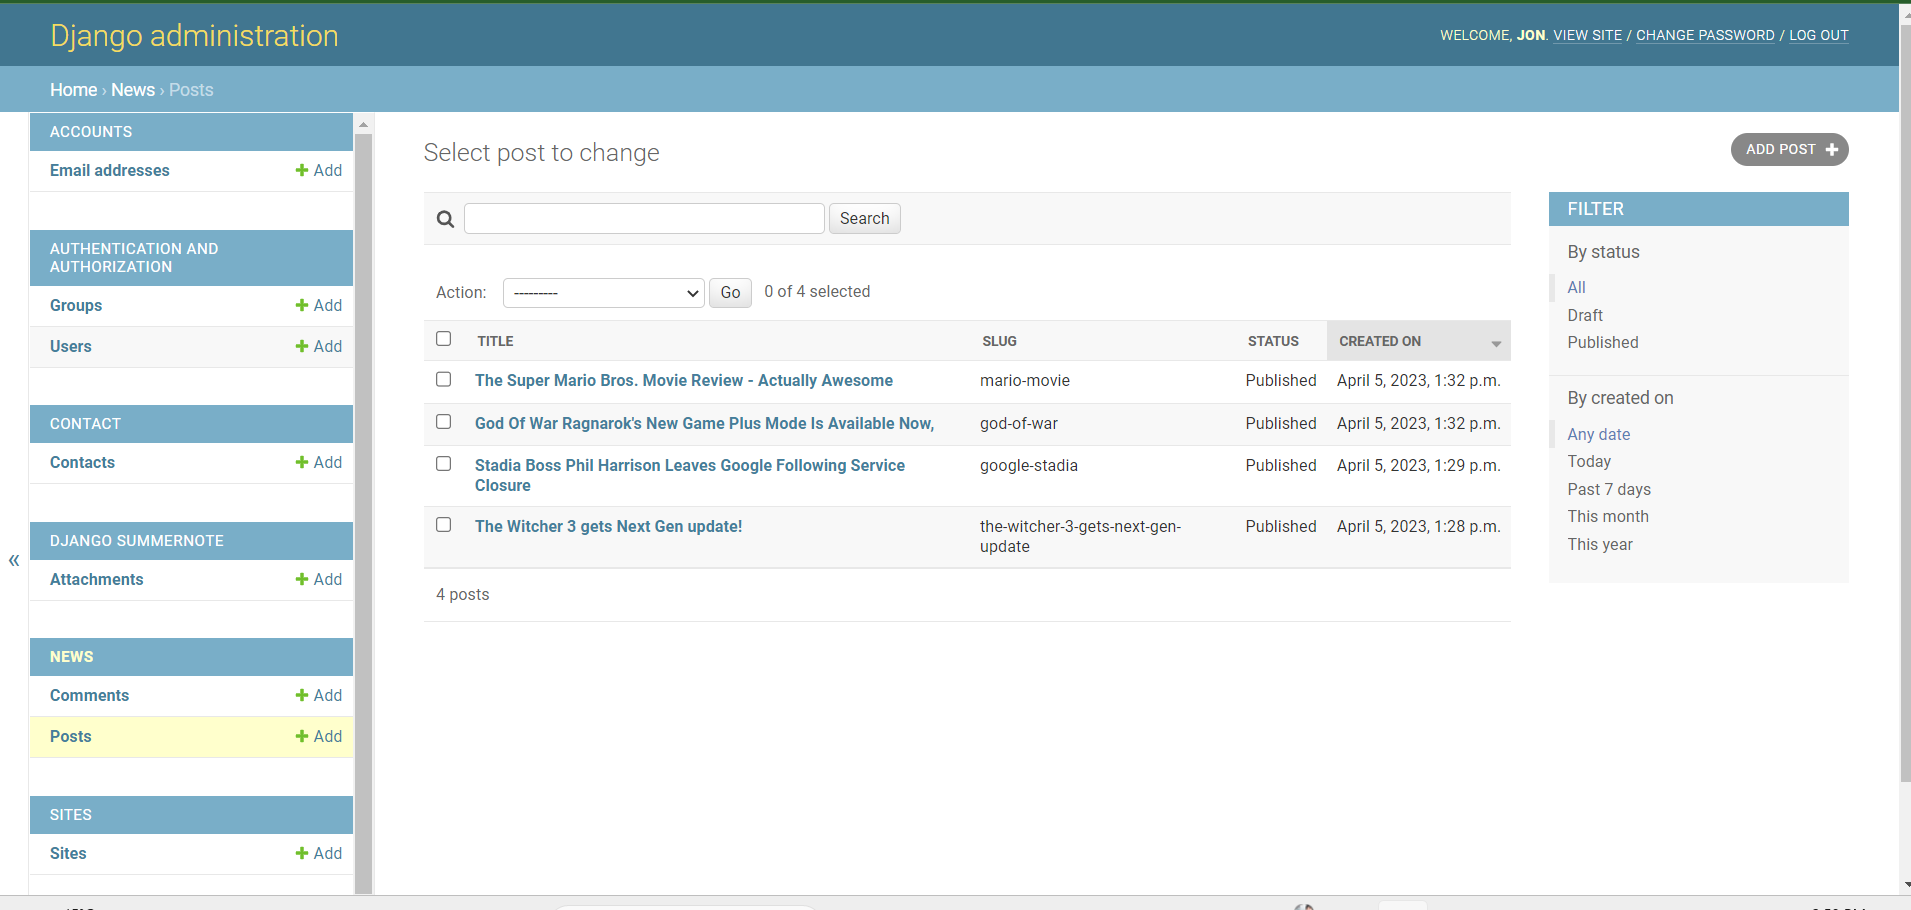 Django administration
WELCOME, JON. VIEW SITE / CHANGE PASSWORD / LOG OUT
Home › News › Posts
ACCOUNTS
Email addresses
Add
AUTHENTICATION AND
AUTHORIZATION
Groups
Add
Users
Add
CONTACT
Contacts
Add
DJANGO SUMMERNOTE
Attachments
Add
«
NEWS
Comments
Add
Posts
Add
SITES
Sites
Add
Select post to change
ADD POST
Search
Action:
---------
Go
0 of 4 selected
TITLE SLUG STATUS CREATED ON
The Super Mario Bros. Movie Review - Actually Awesome mario-movie Published April 5, 2023, 1:32 p.m.
God Of War Ragnarok's New Game Plus Mode Is Available Now, god-of-war Published April 5, 2023, 1:32 p.m.
Stadia Boss Phil Harrison Leaves Google Following Service google-stadia Published April 5, 2023, 1:29 p.m.
Closure
The Witcher 3 gets Next Gen update! the-witcher-3-gets-next-gen- Published April 5, 2023, 1:28 p.m.
update
4 posts
FILTER
By status
All
Draft
Published
By created on
Any date
Today
Past 7 days
This month
This year